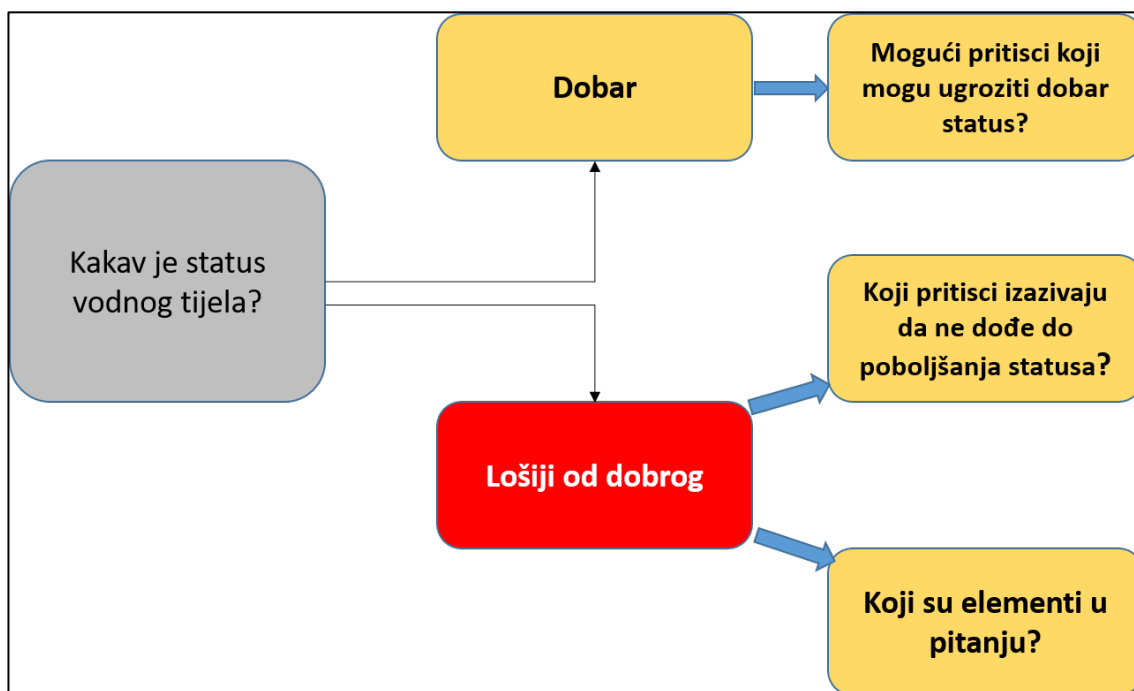 Dobar
Mogući pritisci koji
mogu ugroziti dobar
status?
Kakav je status
vodnog tijela?
Koji pritisci izazivaju
da ne dođe do
poboljšanja statusa?
Lošiji od dobrog
Koji su elementi u
pitanju?